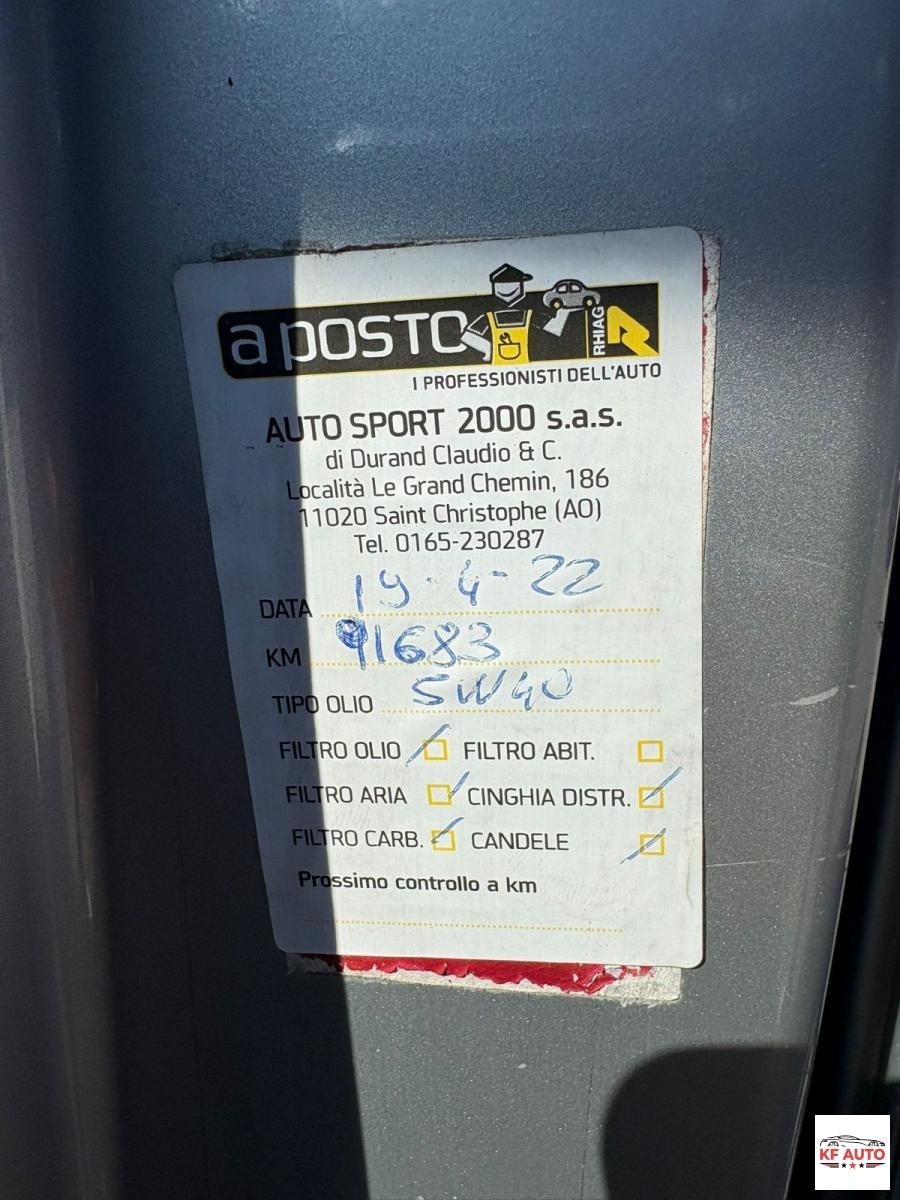 a posto
RHIAG
I PROFESSIONISTI DELL'AUTO
AUTO SPORT 2000 s.a.s.
di Durand Claudio & C.
Località Le Grand Chemin, 186
11020 Saint Christophe (AO)
Tel. 0165-230287
DATA 19-4-22
KM 91683
TIPO OLIO 5W40
FILTRO OLIO FILTRO ABIT.
FILTRO ARIA CINGHIA DISTR.
FILTRO CARB. CANDELE
Prossimo controllo a km
KF AUTO